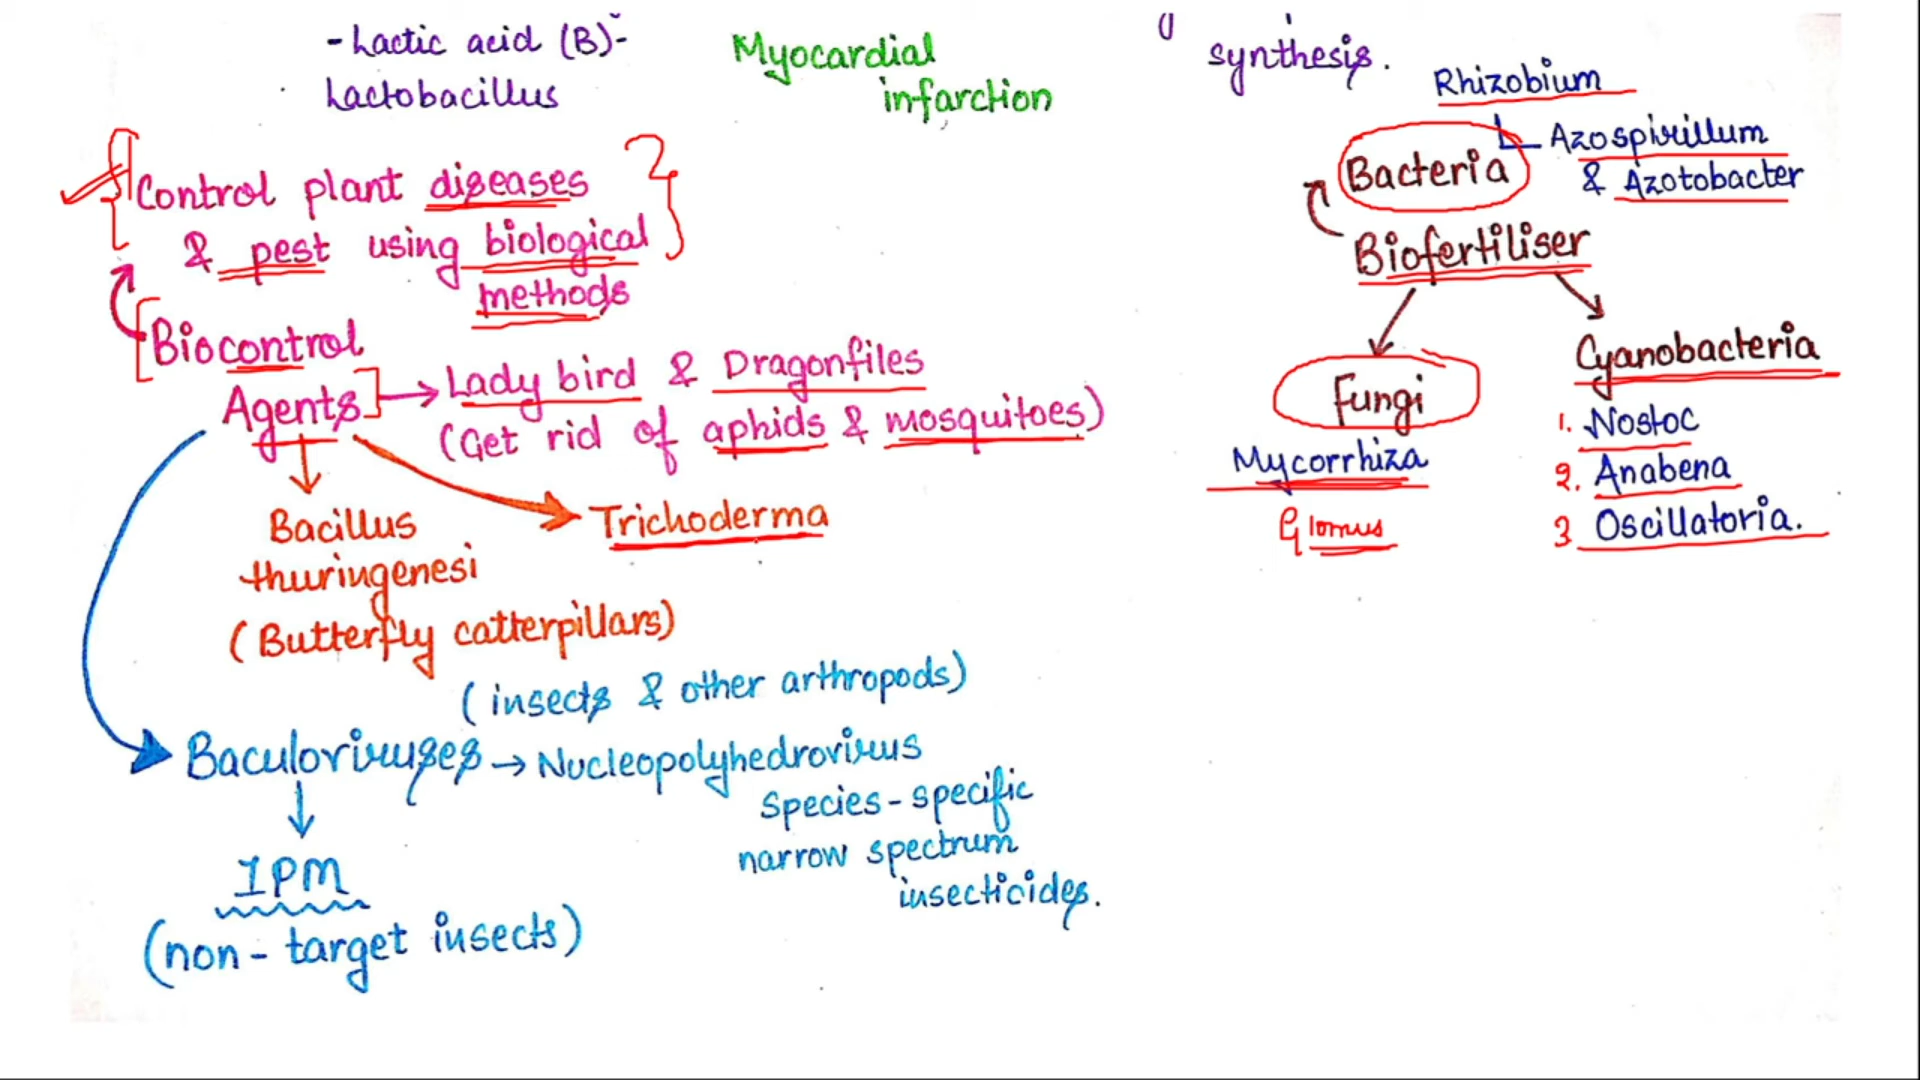 - Lactic acid (B)-
Lactobacillus
Myocardial
infarction
synthesis.
Control plant diseases
& pest using biological
methods
Biocontrol
Agents
Lady bird & Dragonfiles
(Get rid of aphids & mosquitoes)
Bacillus
thuringenesi
(Butterfly catterpillars)
Trichoderma
(insects & other arthropods)
Baculoviruses → Nucleopolyhedrovirus
Species-specific
narrow spectrum
insecticides.
IPM
(non-target insects)
Rhizobium
Azospirillum
& Azotobacter
Bacteria
Biofertiliser
Fungi
Mycorrhiza
Glomus
Cyanobacteria
1. Nostoc
2. Anabena
3 Oscillatoria.